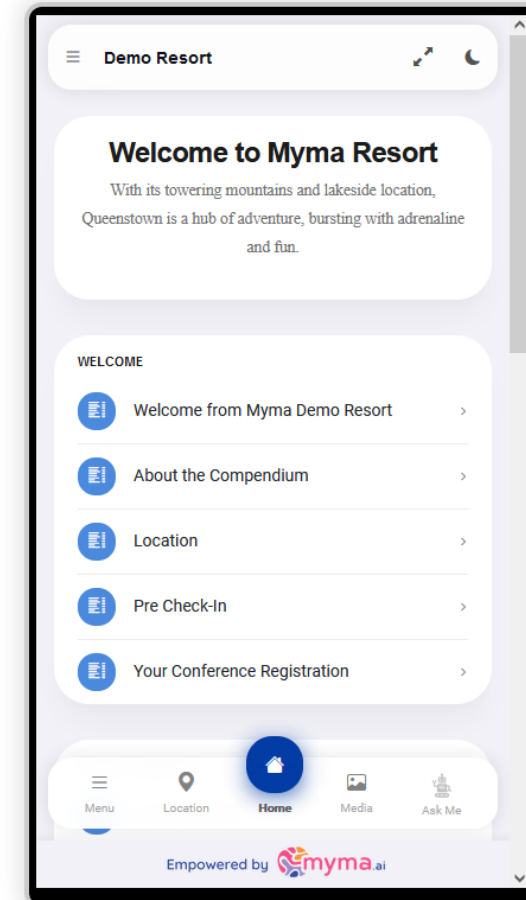 Demo Resort
Welcome to Myma Resort
With its towering mountains and lakeside location,
Queenstown is a hub of adventure, bursting with adrenaline
and fun.
WELCOME
Welcome from Myma Demo Resort
About the Compendium
Location
Pre Check-In
Your Conference Registration
Menu Location Home Media Ask Me
Empowered by myma.ai